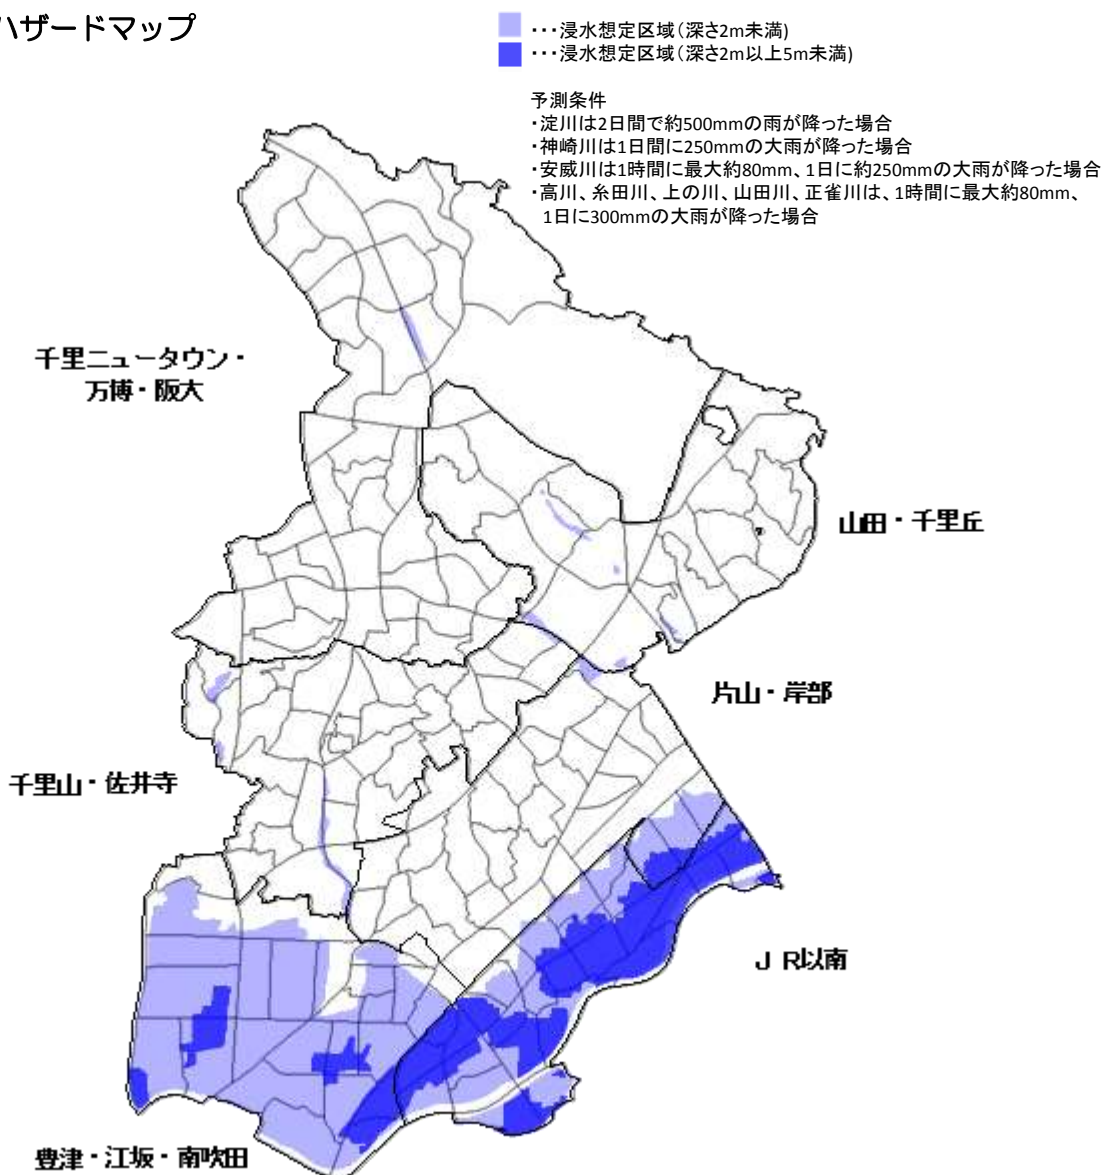 ハザードマップ
･･･浸水想定区域（深さ2m未満）
･･･浸水想定区域（深さ2m以上5m未満）
予測条件
・淀川は2日間で約500mmの雨が降った場合
・神崎川は1日間に250mmの大雨が降った場合
・安威川は1時間に最大約80mm、1日に約250mmの大雨が降った場合
・高川、糸田川、上の川、山田川、正雀川は、1時間に最大約80mm、
1日に300mmの大雨が降った場合
千里ニュータウン・
万博・阪大
山田・千里丘
片山・岸部
千里山・佐井寺
ＪＲ以南
豊津・江坂・南吹田